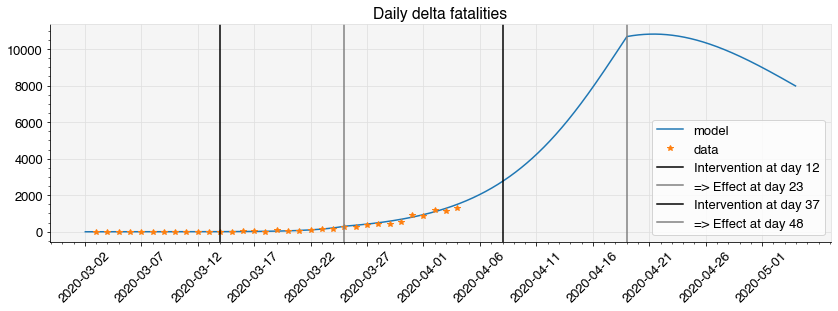 Daily delta fatalities
10000
8000
6000
4000
2000
0
model
data
Intervention at day 12
=> Effect at day 23
Intervention at day 37
=> Effect at day 48
2020-03-02
2020-03-07
2020-03-12
2020-03-17
2020-03-22
2020-03-27
2020-04-01
2020-04-06
2020-04-11
2020-04-16
2020-04-21
2020-04-26
2020-05-01